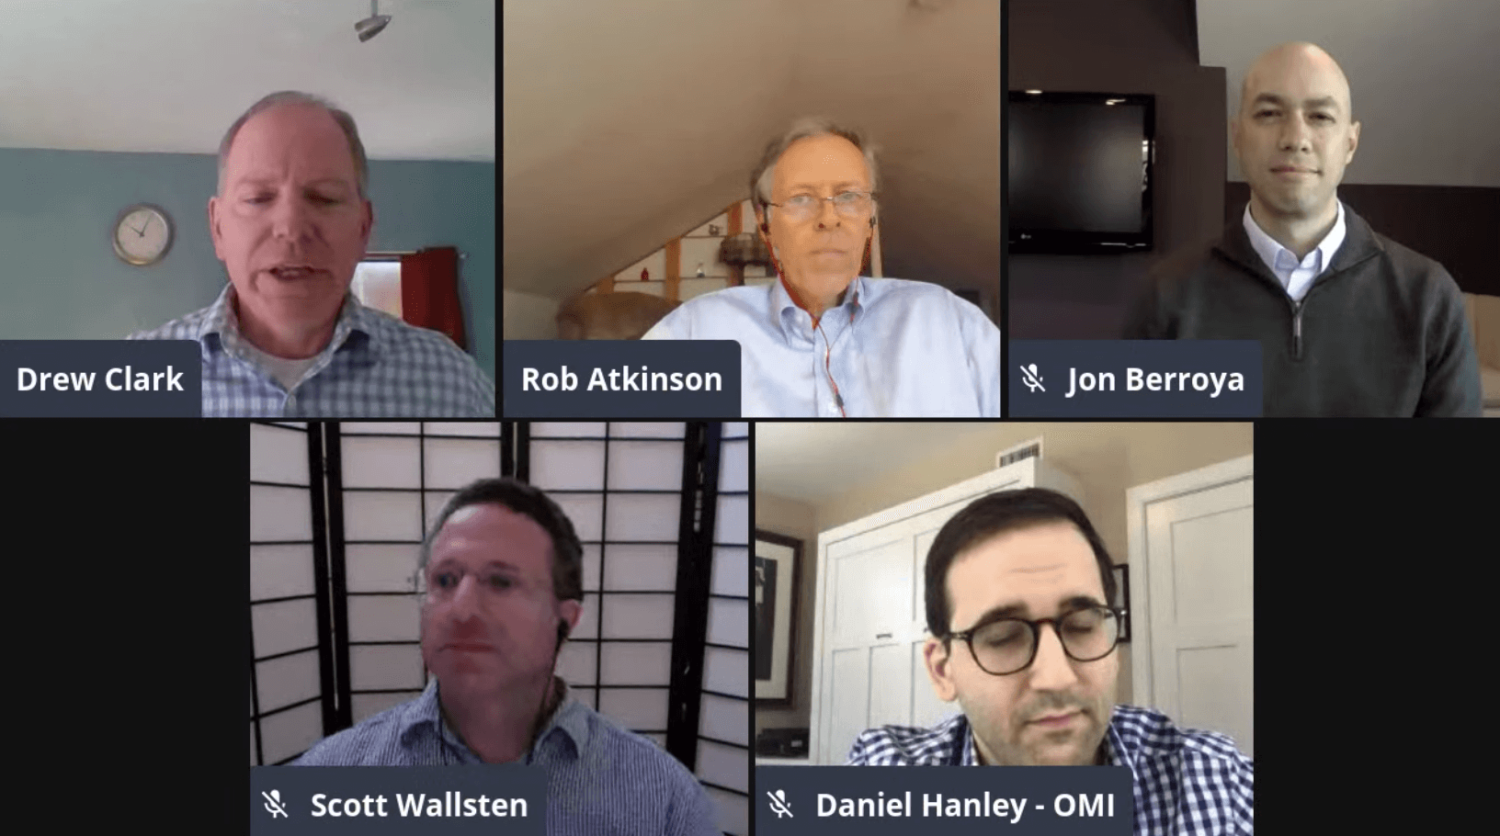 Drew Clark
Rob Atkinson
Jon Berroya
Scott Wallsten
Daniel Hanley - OMI